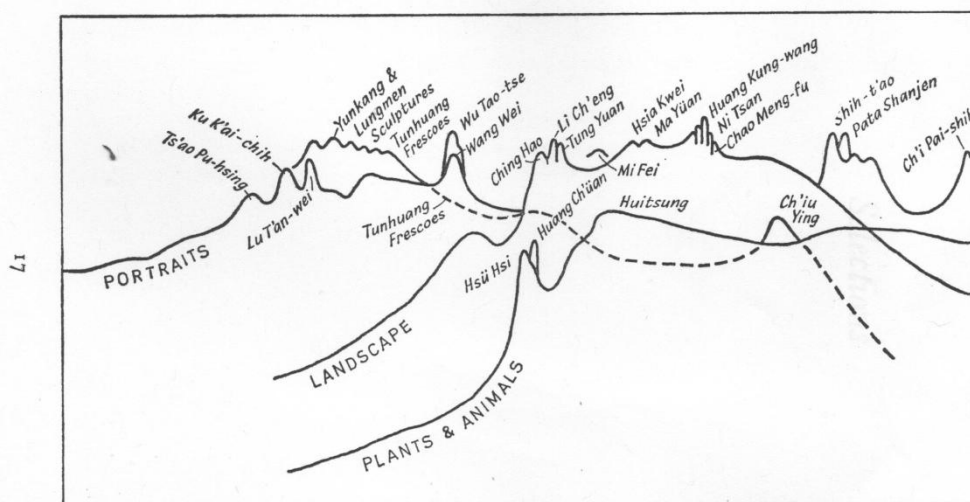 Ts'ao Pu-hsing
Ku K'ai-chih
Lu T'an-wei
Yunkang &
Lungmen
Sculptures
Tunhuang
Frescoes
Wu Tao-tse
Wang Wei
Tunhuang
Frescoes
Ching Hao
Li Ch'eng
Tung Yuan
Mi Fei
Hsia Kwei
Ma Yüan
Huang Kung-wang
Ni Tsan
Chao Meng-fu
Shih-t'ao
Pata Shanjen
Ch'i Pai-shih
Hsü Hsi
Huang Ch'üan
Huitsung
Ch'iu
Ying
PORTRAITS
LANDSCAPE
PLANTS & ANIMALS
17